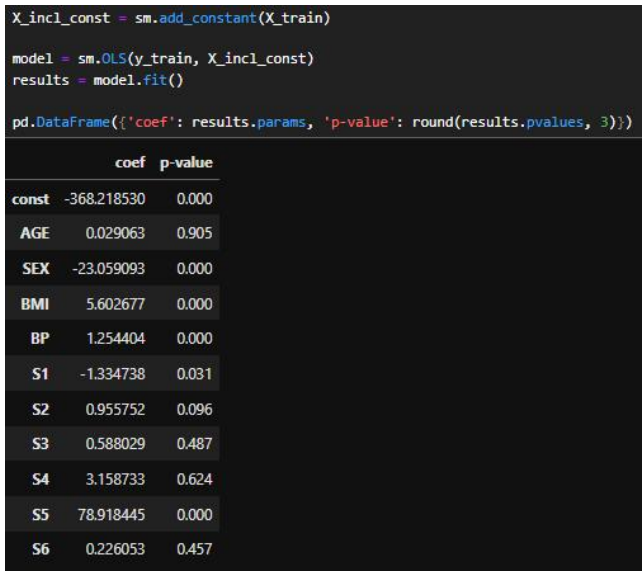 X_incl_const = sm.add_constant(X_train)
model = sm.OLS(y_train, X_incl_const)
results = model.fit()
pd.DataFrame({'coef': results.params, 'p-value': round(results.pvalues, 3)})
coef p-value
const -368.218530 0.000
AGE 0.029063 0.905
SEX -23.059093 0.000
BMI 5.602677 0.000
BP 1.254404 0.000
S1 -1.334738 0.031
S2 0.955752 0.096
S3 0.588029 0.487
S4 3.158733 0.624
S5 78.918445 0.000
S6 0.226053 0.457